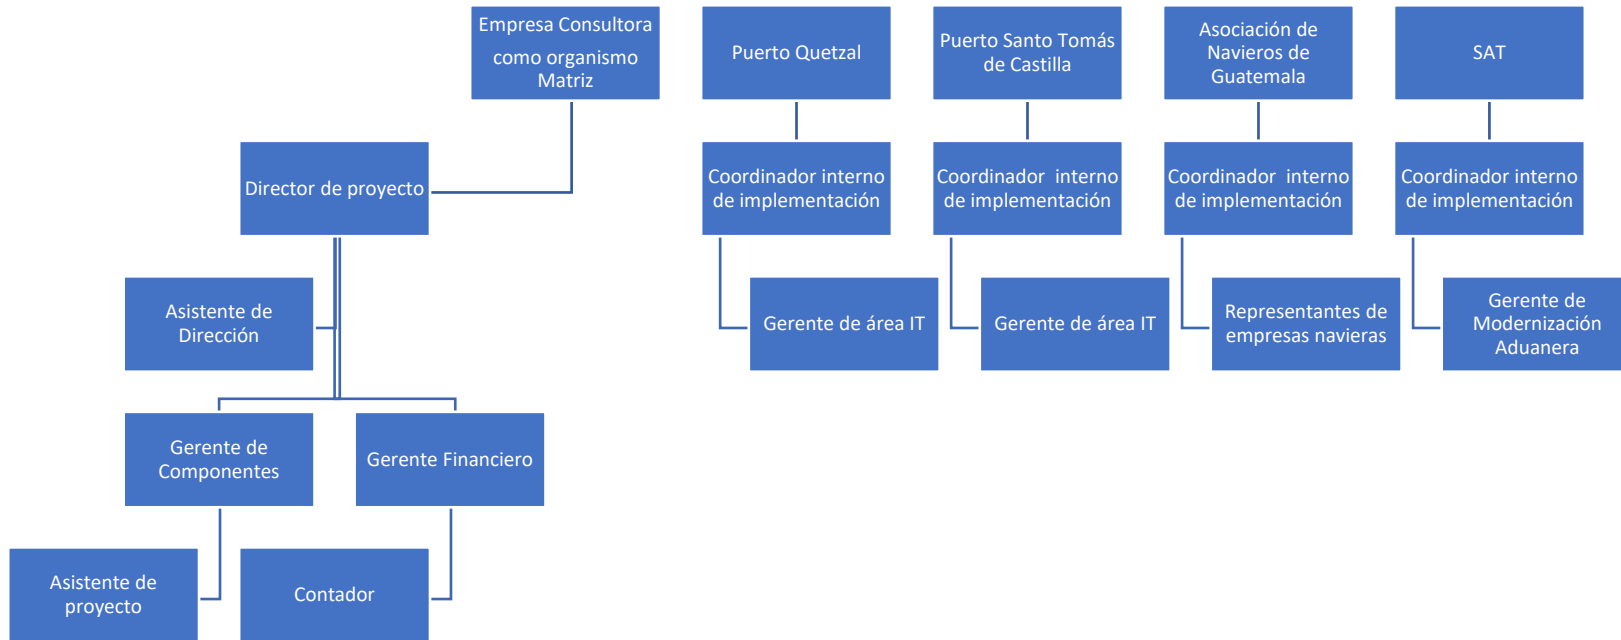 Empresa Consultora
como organismo
Matriz
Puerto Quetzal
Puerto Santo Tomás
de Castilla
Asociación de
Navieros de
Guatemala
SAT
Director de proyecto
Coordinador interno
de implementación
Coordinador  interno
de implementación
Coordinador  interno
de implementación
Coordinador interno
de implementación
Asistente de
Dirección
Gerente de área IT
Gerente de área IT
Representantes de
empresas navieras
Gerente de
Modernización
Aduanera
Gerente de
Componentes
Gerente Financiero
Asistente de
proyecto
Contador